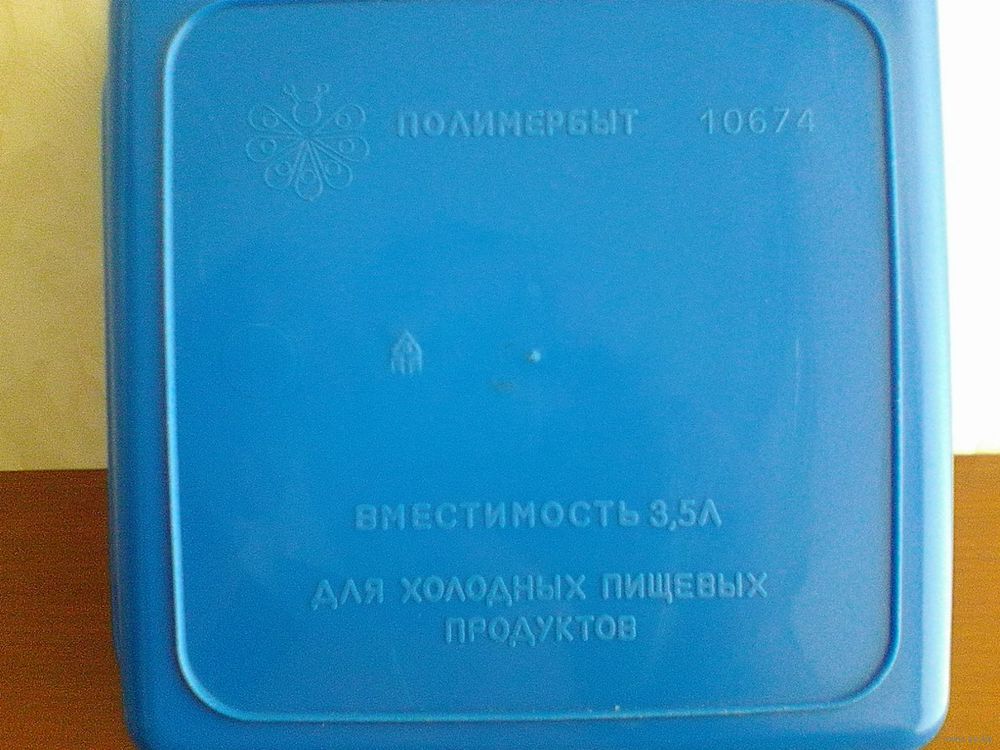 ПОЛИМЕРБЫТ 10674
ВМЕСТИМОСТЬ 3,5Л
ДЛЯ ХОЛОДНЫХ ПИЩЕВЫХ
ПРОДУКТОВ